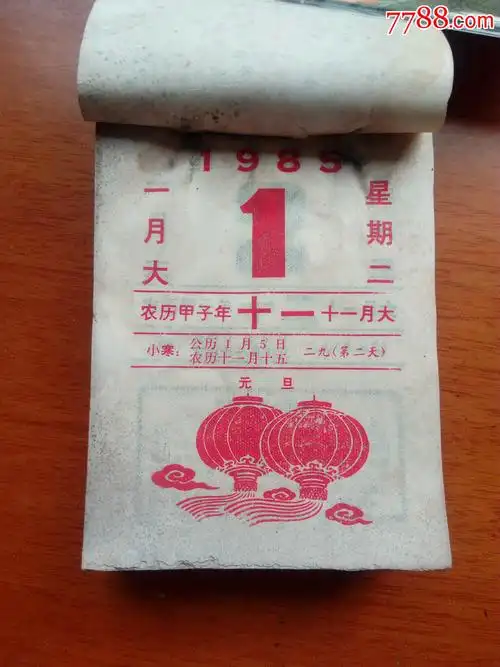 7788.com
1985
一月大
1
星期二
农历甲子年 十一 十一月大
小寒: 公历1月5日
农历十一月十五
二九(第二天)
元旦